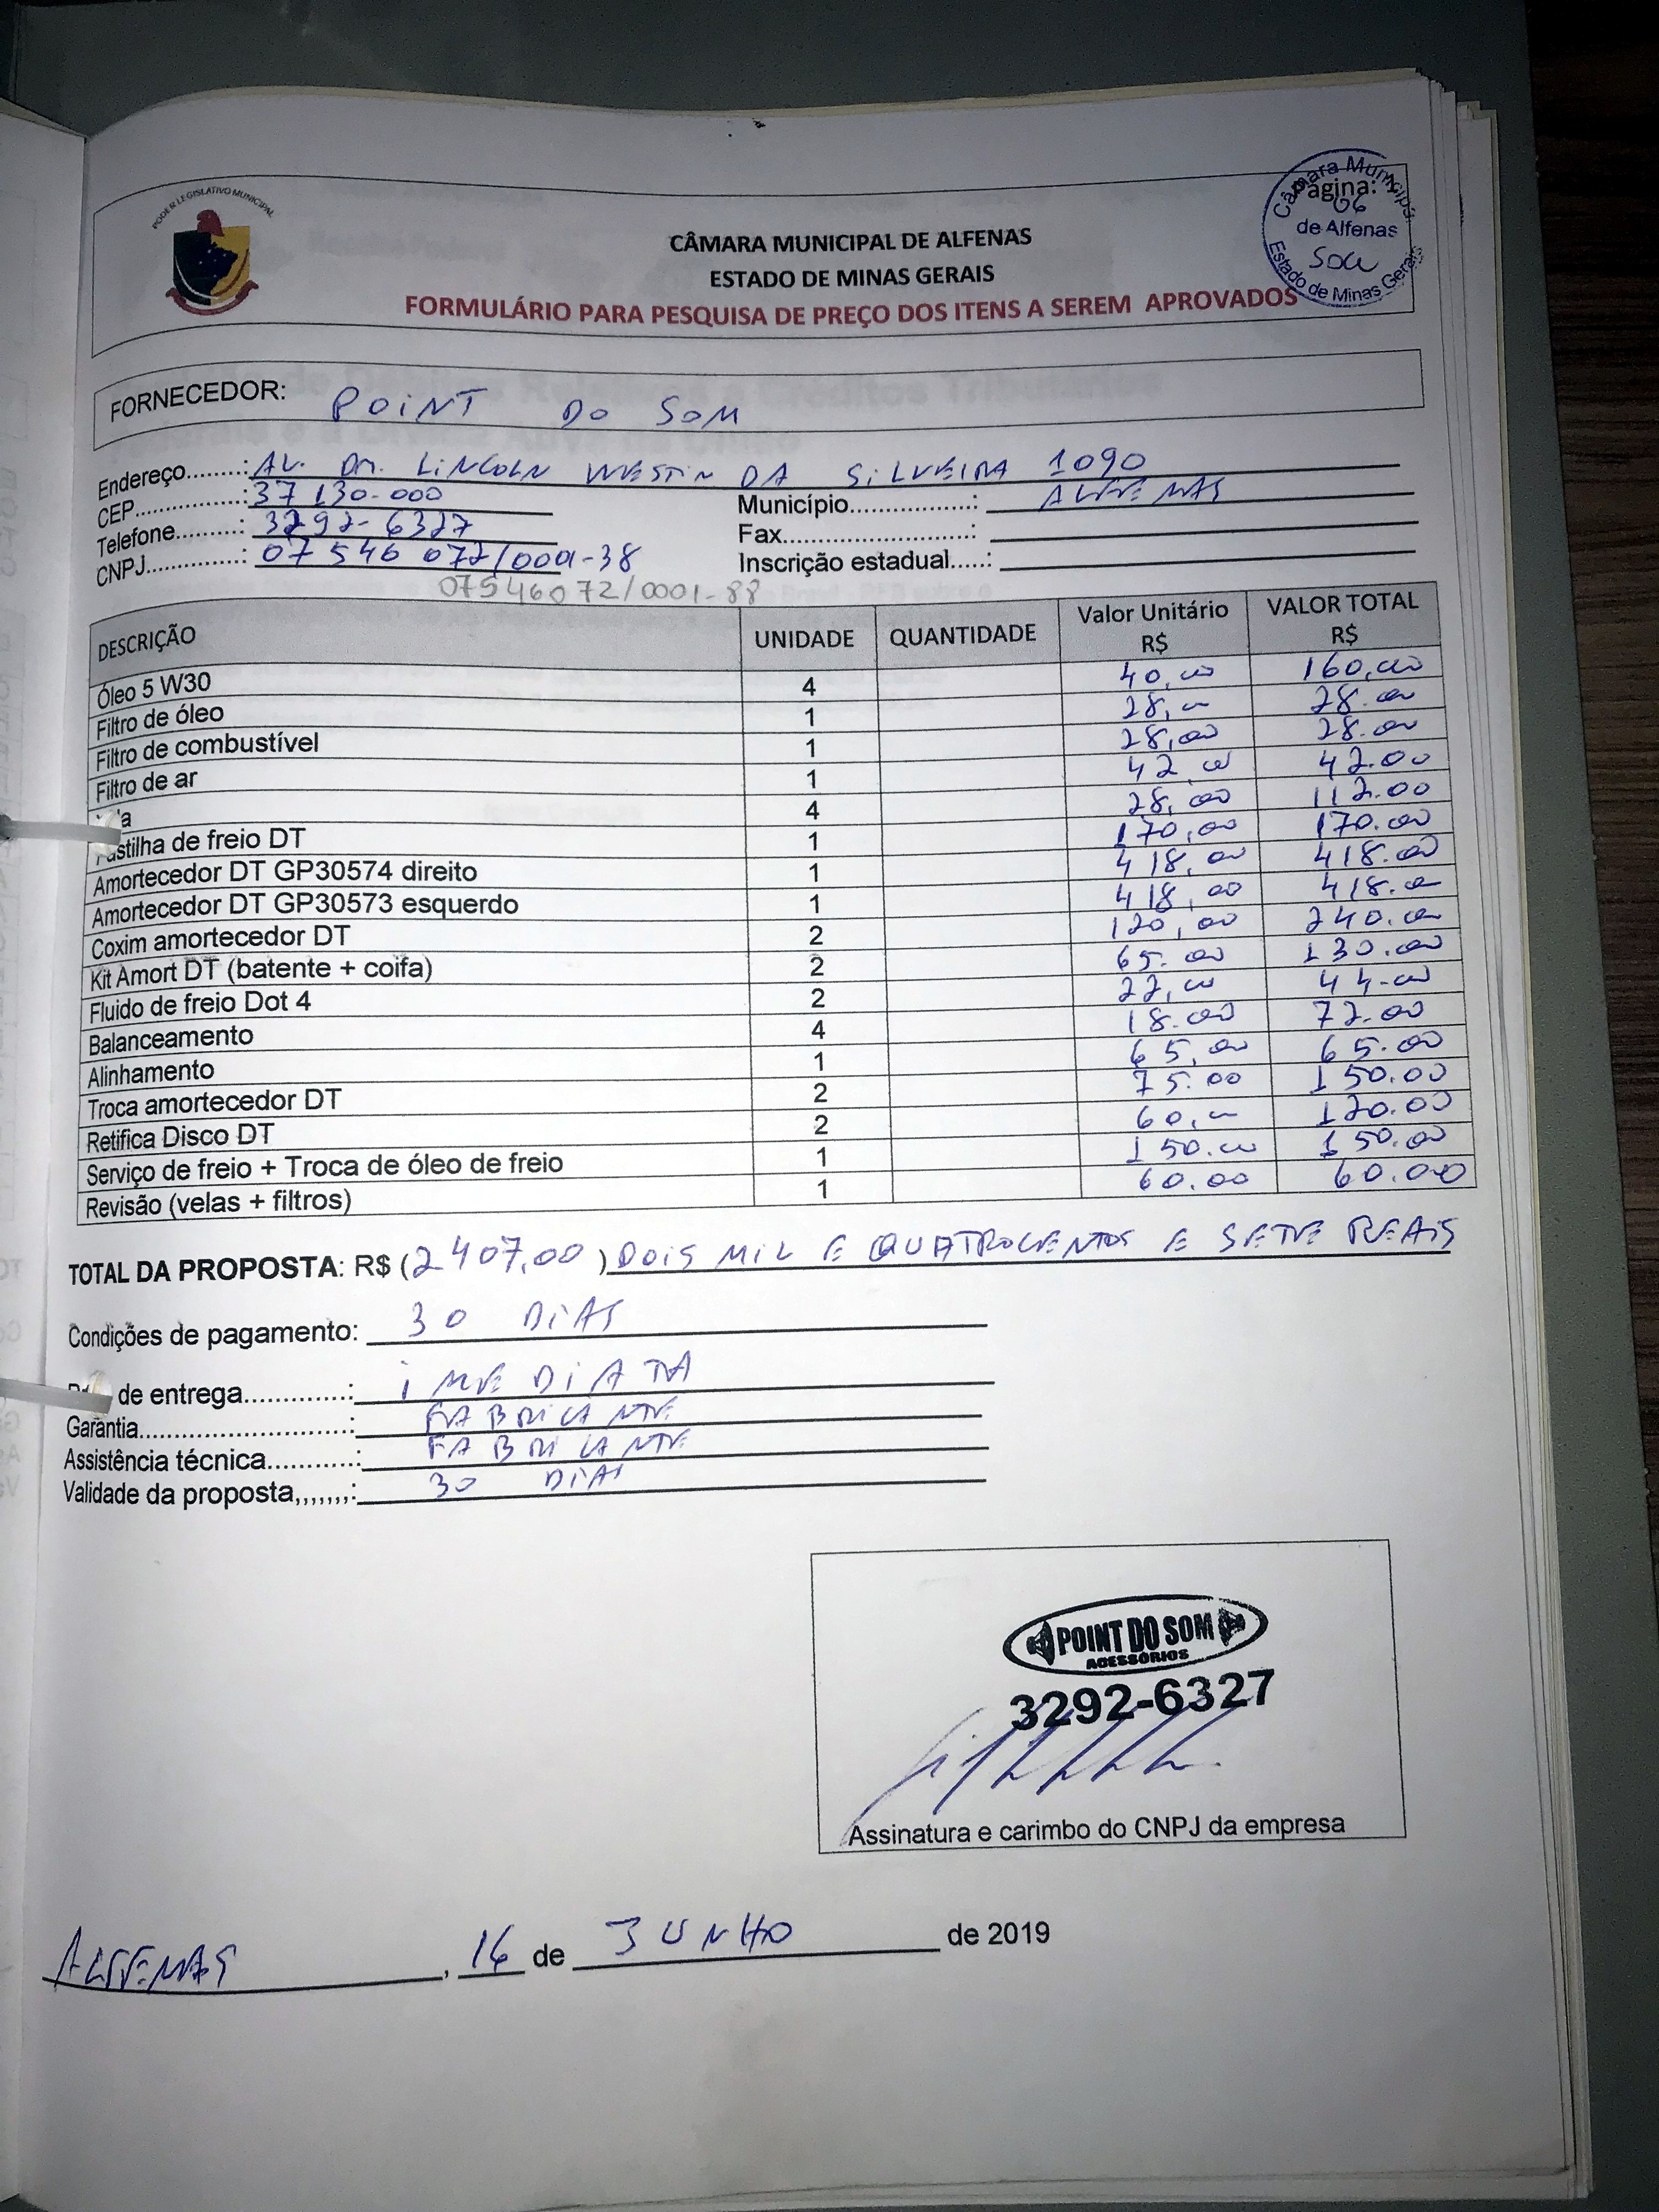 PODER LEGISLATIVO MUNICIPAL
CÂMARA MUNICIPAL DE ALFENAS
ESTADO DE MINAS GERAIS
FORMULÁRIO PARA PESQUISA DE PREÇO DOS ITENS A SEREM APROVADOS
Câmara Municipal
Página:
06
de Alfenas
Estado de Minas Gerais
FORNECEDOR: POINT DO SOM
Endereço........: AV. DR. LINCOLN WESTIN DA SILVEIRA 1090
CEP................: 37 130-000 Município..................: ALFENAS
Telefone..........: 3292-6327 Fax............................:
CNPJ...............: 07 546 072/0001-38 Inscrição estadual.....:
07546072/0001-88
DESCRIÇÃO UNIDADE QUANTIDADE Valor Unitário R$ VALOR TOTAL R$
Óleo 5 W30 4 40,00 160,00
Filtro de óleo 1 28,00 28.00
Filtro de combustível 1 28,00 28.00
Filtro de ar 1 42,00 42.00
la 4 28,00 112.00
Pastilha de freio DT 1 170,00 170.00
Amortecedor DT GP30574 direito 1 418,00 418.00
Amortecedor DT GP30573 esquerdo 1 418,00 418.00
Coxim amortecedor DT 2 120,00 240.00
Kit Amort DT (batente + coifa) 2 65.00 130.00
Fluido de freio Dot 4 2 22,00 44-00
Balanceamento 4 18.00 72.00
Alinhamento 1 65,00 65.00
Troca amortecedor DT 2 75.00 150.00
Retifica Disco DT 2 60,00 120.00
Serviço de freio + Troca de óleo de freio 1 150.00 150.00
Revisão (velas + filtros) 1 60.00 60.00
TOTAL DA PROPOSTA: R$ (2407,00) DOIS MIL E QUATROCENTOS E SETE REAIS
Condições de pagamento: 30 DIAS
de entrega.............: IMEDIATA
Garantia...........................: FABRICANTE
Assistência técnica...........: FABRICANTE
Validade da proposta,,,,,,,: 30 DIAS
POINT DO SOM
ACESSÓRIOS
3292-6327
Assinatura e carimbo do CNPJ da empresa
ALFENAS, 16 de JUNHO de 2019